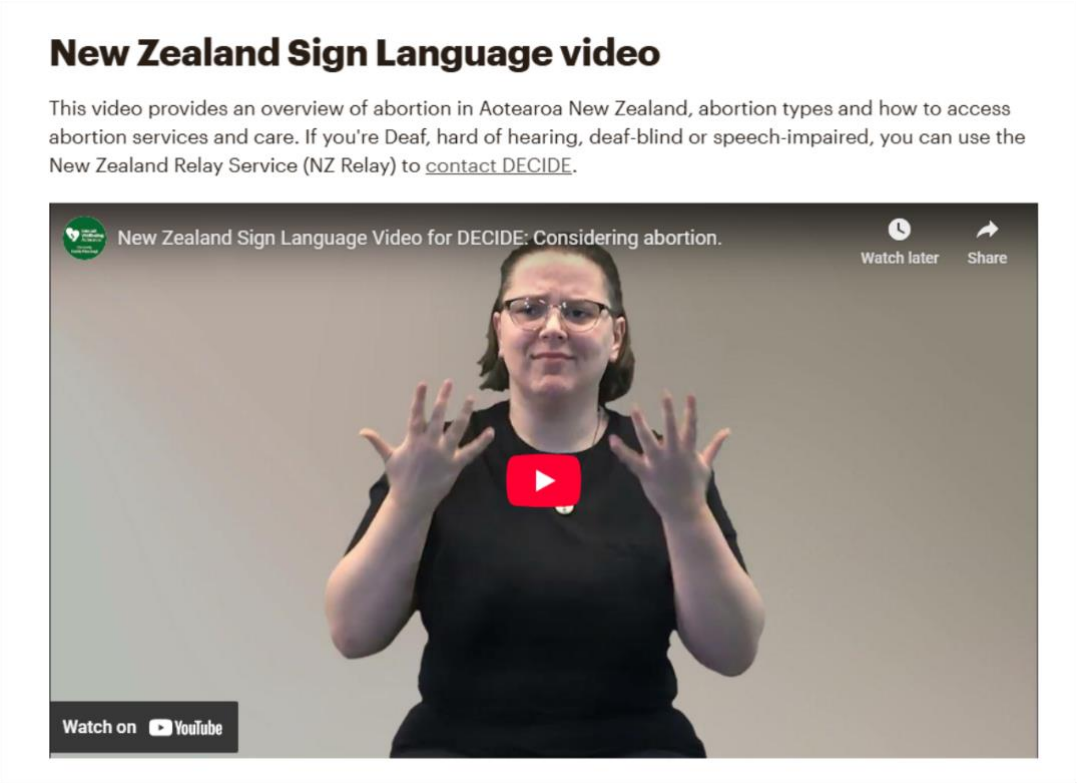 New Zealand Sign Language video
This video provides an overview of abortion in Aotearoa New Zealand, abortion types and how to access
abortion services and care. If you're Deaf, hard of hearing, deaf-blind or speech-impaired, you can use the
New Zealand Relay Service (NZ Relay) to contact DECIDE.
New Zealand Sign Language Video for DECIDE: Considering abortion.
Watch later
Share
Watch on YouTube